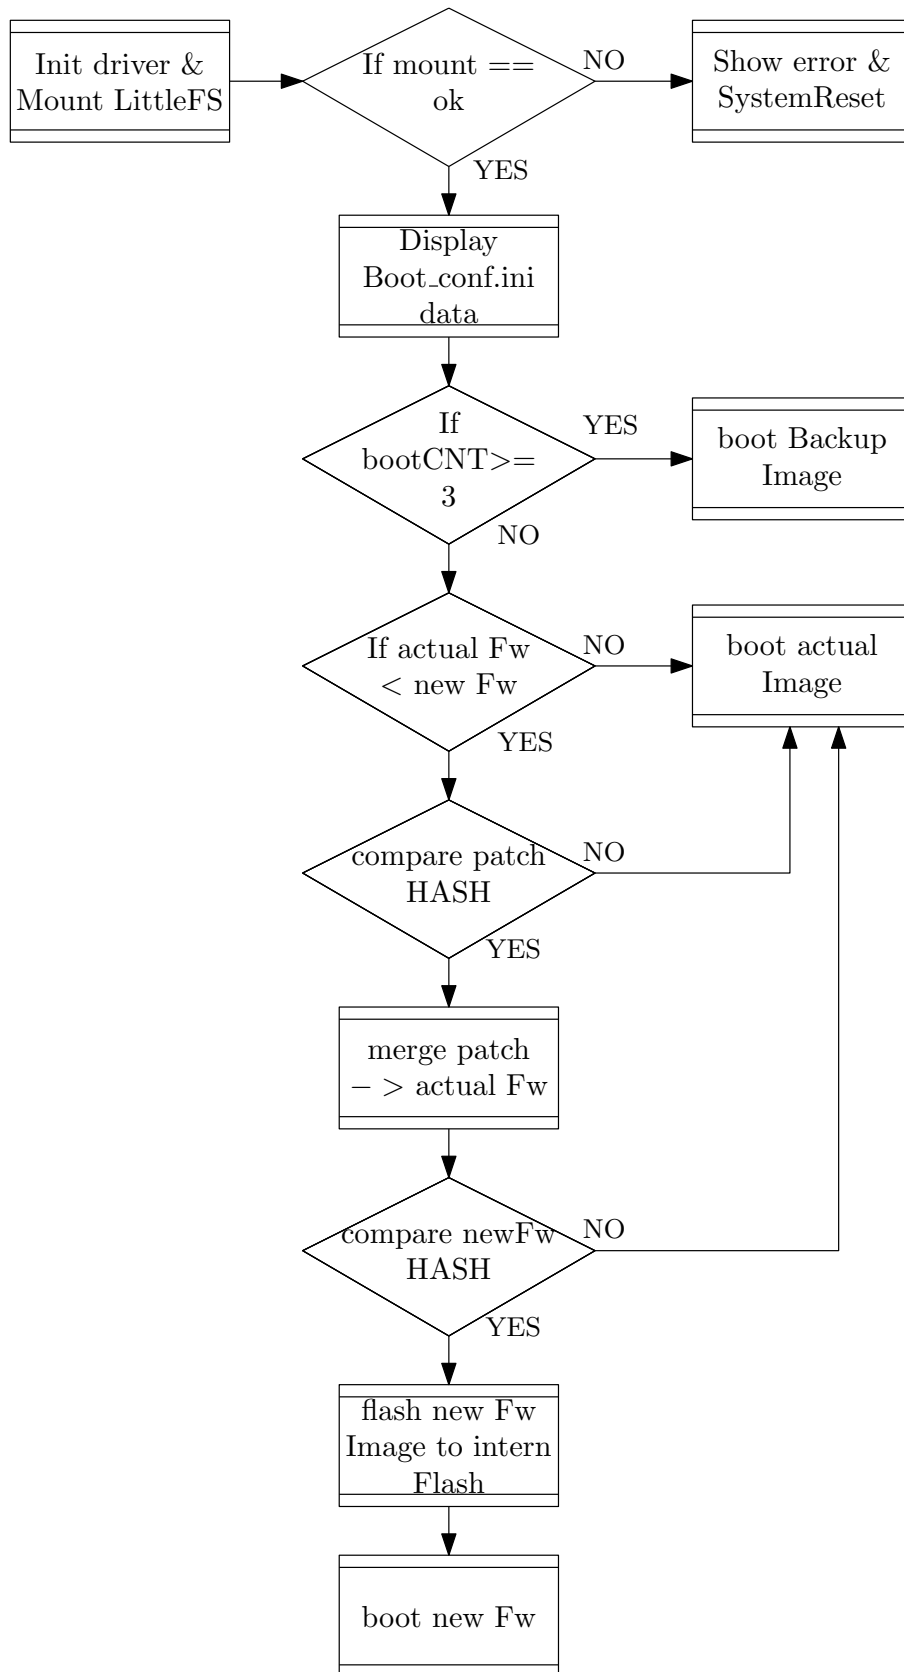 Init driver &
Mount LittleFS
If mount ==
ok
NO
Show error &
SystemReset
YES
Display
Boot_conf.ini
data
If
bootCNT>=
3
YES
boot Backup
Image
NO
If actual Fw
< new Fw
NO
boot actual
Image
YES
compare patch
HASH
NO
YES
merge patch
− > actual Fw
compare newFw
HASH
NO
YES
flash new Fw
Image to intern
Flash
boot new Fw